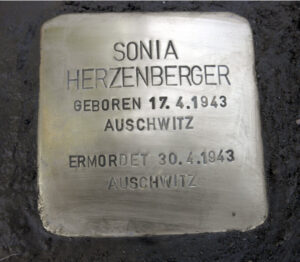 SONIA
HERZENBERGER
GEBOREN 17.4.1943
AUSCHWITZ
ERMORDET 30.4.1943
AUSCHWITZ